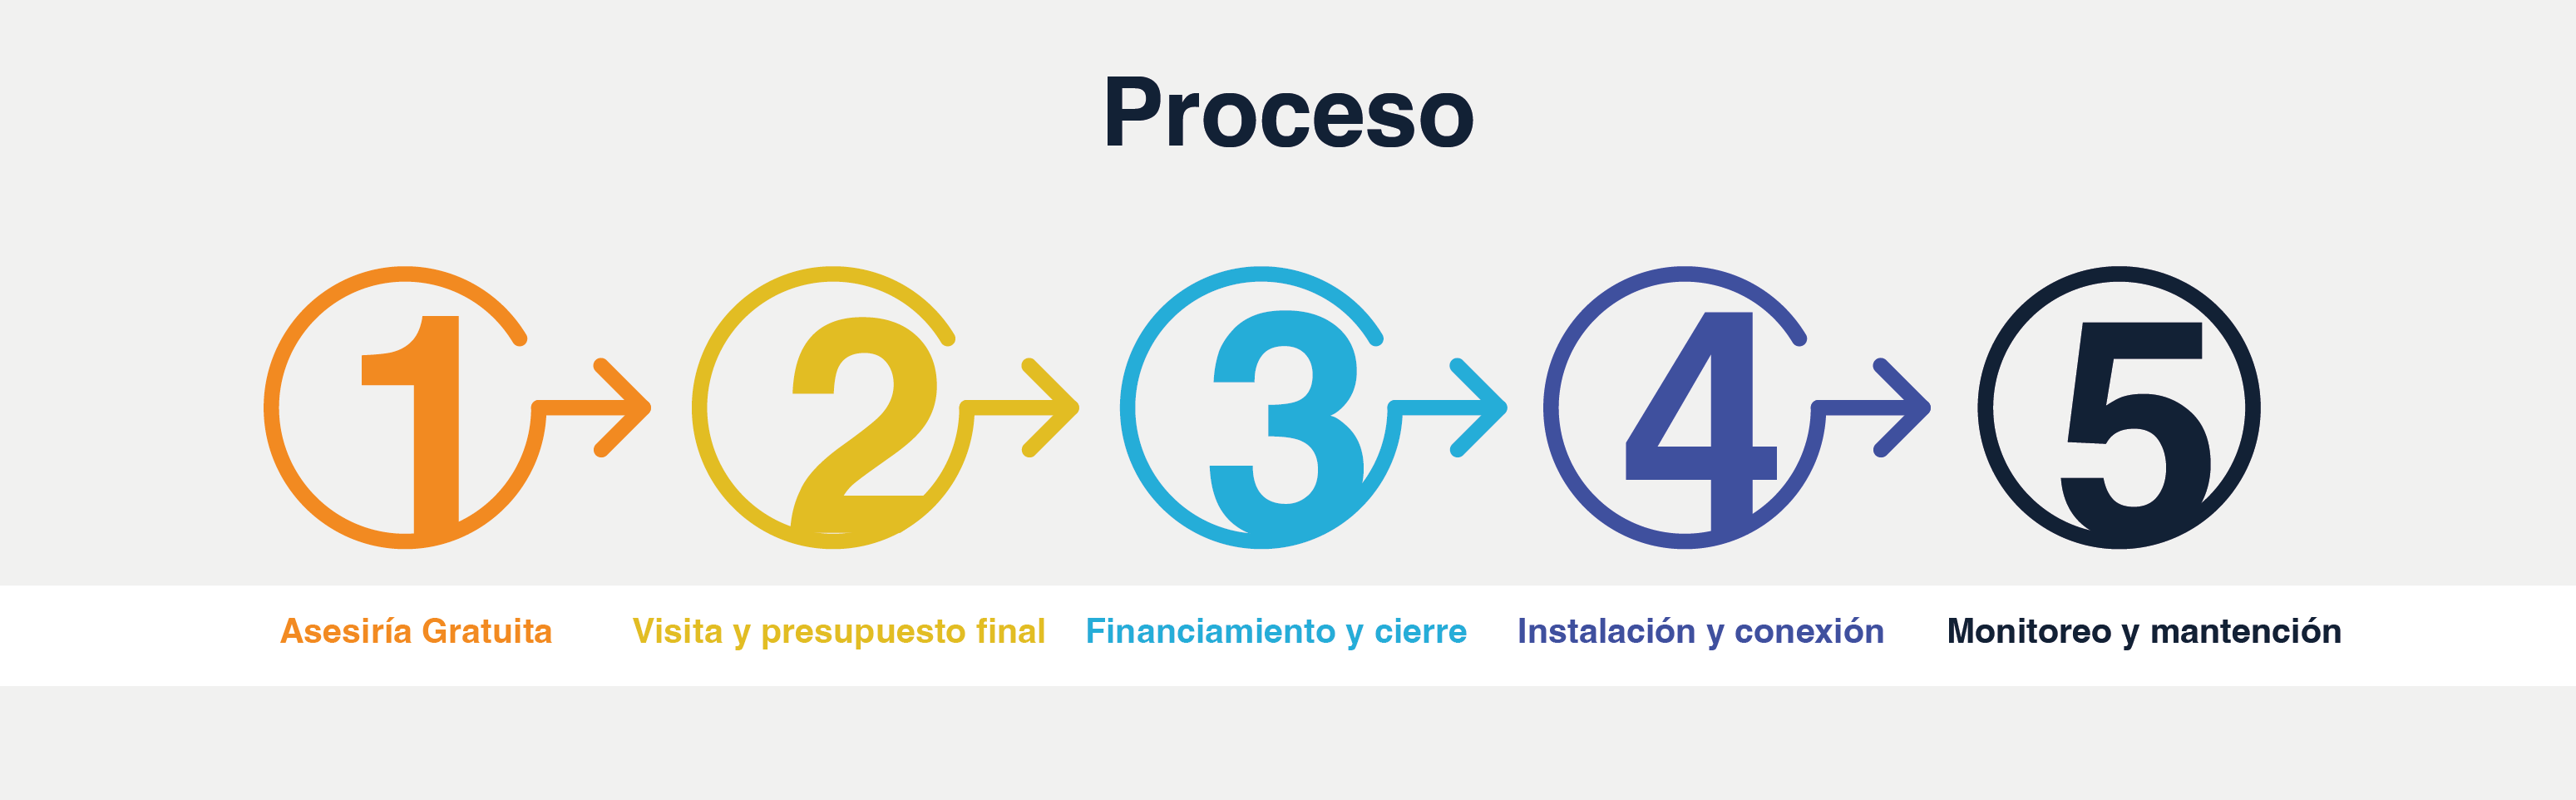 Proceso
1
2
3
4
5
Asesiría Gratuita
Visita y presupuesto final
Financiamiento y cierre
Instalación y conexión
Monitoreo y mantención